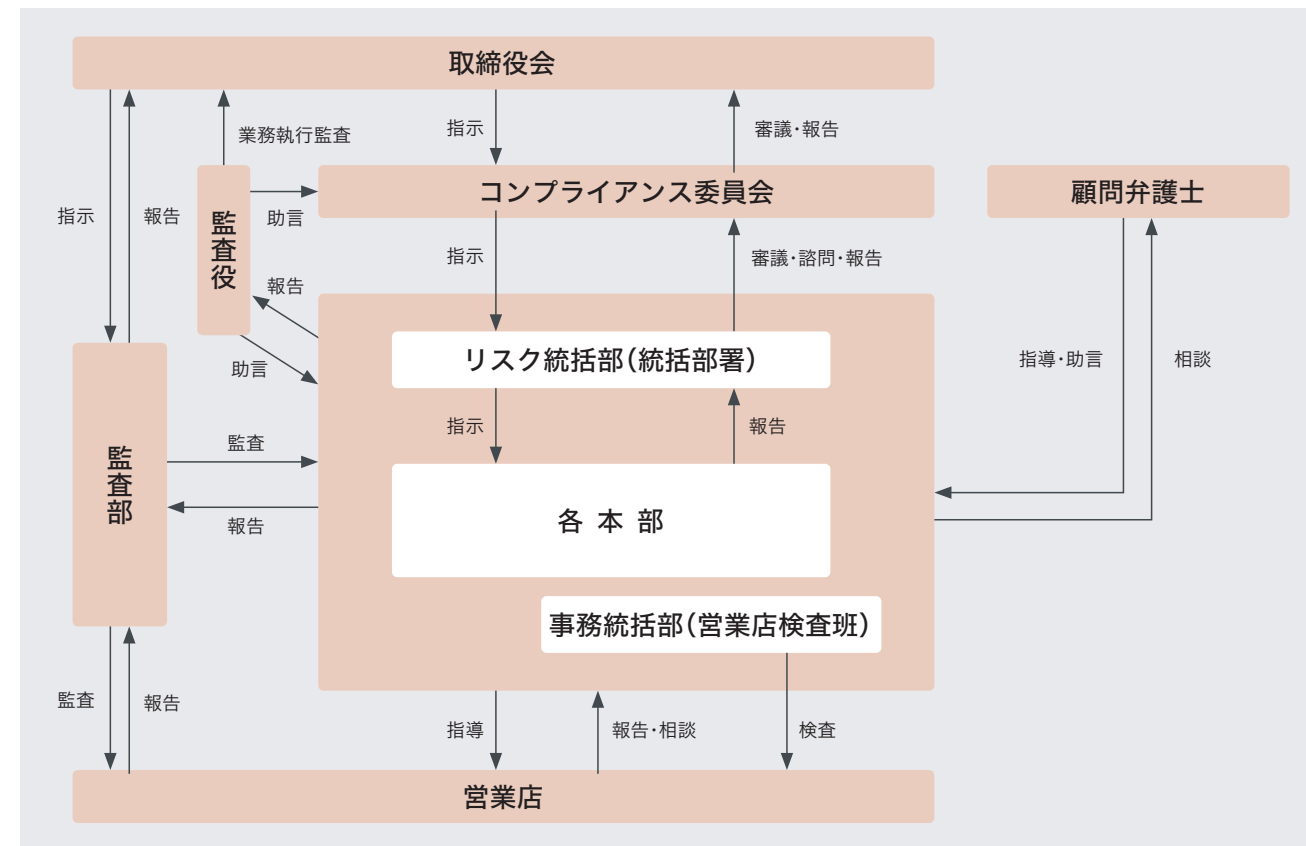 取締役会
業務執行監査
指示
審議・報告
コンプライアンス委員会
顧問弁護士
指示
報告
監査役
助言
指示
審議・諮問・報告
報告
助言
リスク統括部（統括部署）
指導・助言
相談
指示
報告
監査部
監査
報告
各本部
事務統括部（営業店検査班）
監査
報告
指導
報告・相談
検査
営業店